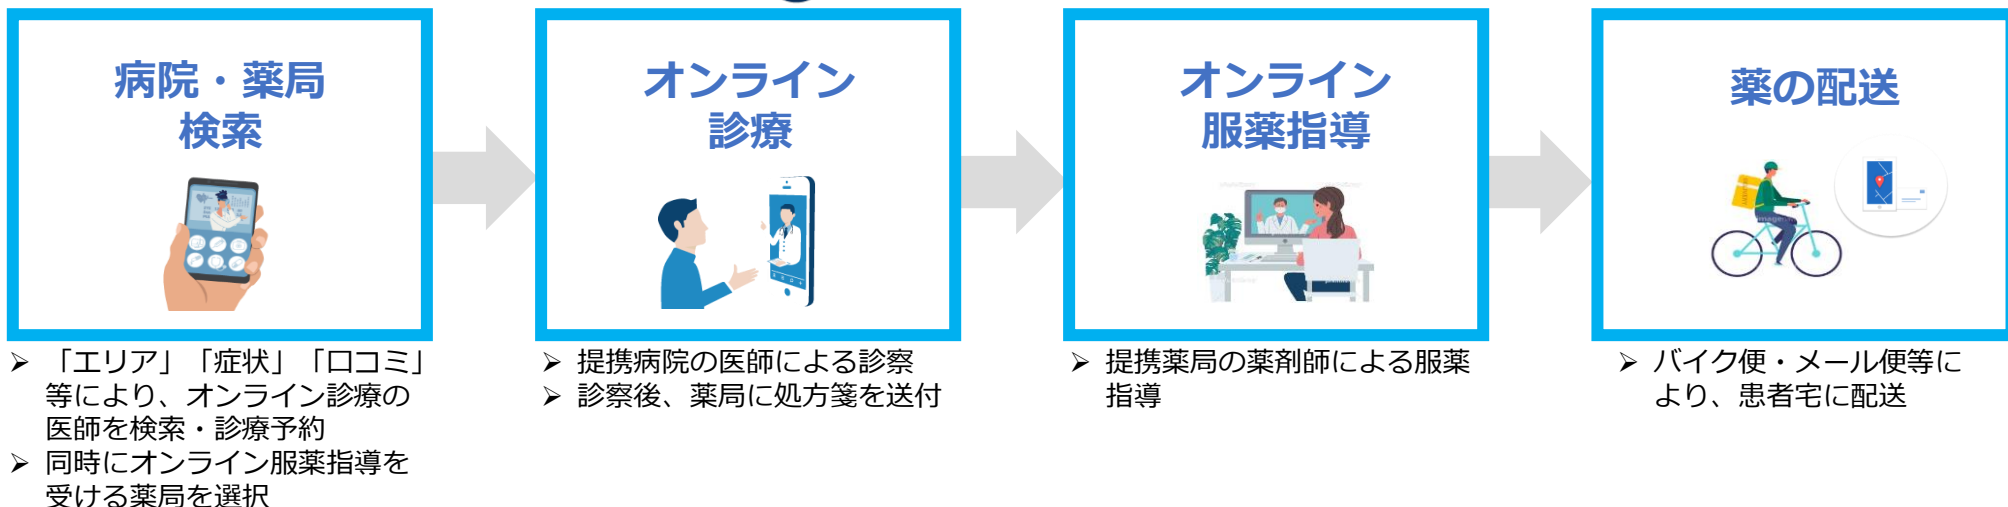 病院・薬局
検索
オンライン
診療
オンライン
服薬指導
薬の配送
➢ 「エリア」「症状」「口コミ」
等により、オンライン診療の
医師を検索・診療予約
➢ 同時にオンライン服薬指導を
受ける薬局を選択
➢ 提携病院の医師による診察
➢ 診察後、薬局に処方箋を送付
➢ 提携薬局の薬剤師による服薬
指導
➢ バイク便・メール便等に
より、患者宅に配送